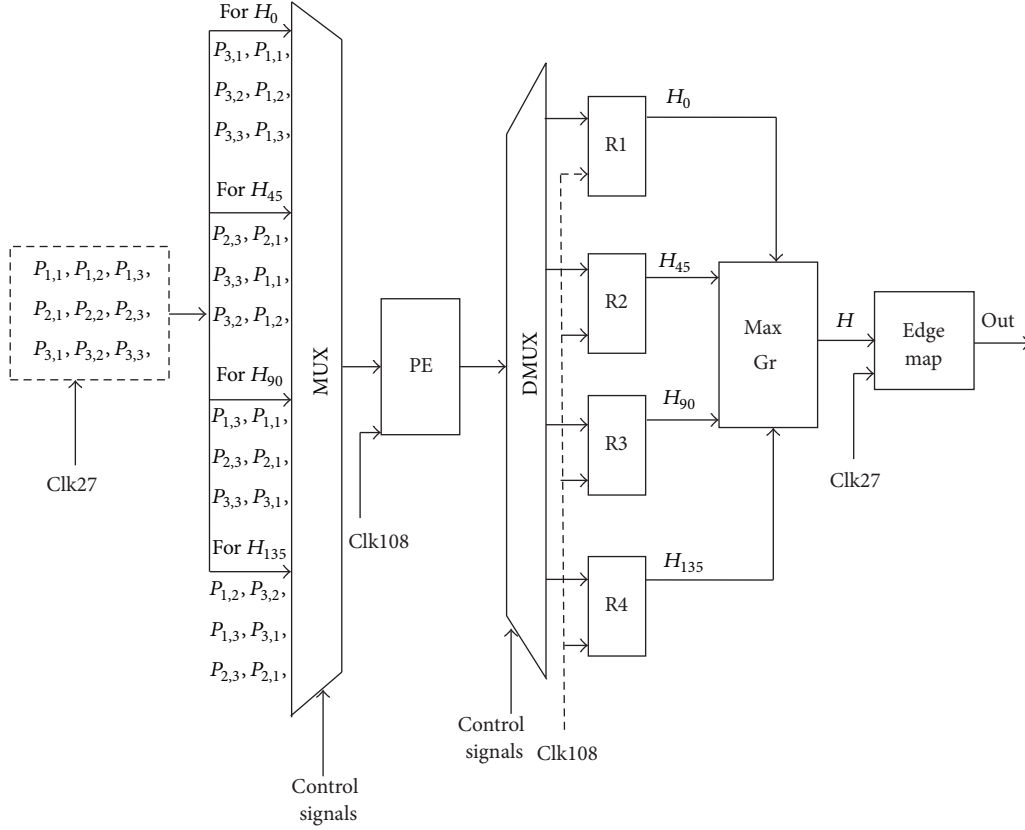 P1,1, P1,2, P1,3,
P2,1, P2,2, P2,3,
P3,1, P3,2, P3,3,
Clk27
For H0
P3,1, P1,1,
P3,2, P1,2,
P3,3, P1,3,
For H45
P2,3, P2,1,
P3,3, P1,1,
P3,2, P1,2,
For H90
P1,3, P1,1,
P2,3, P2,1,
P3,3, P3,1,
For H135
P1,2, P3,2,
P1,3, P3,1,
P2,3, P2,1,
MUX
Control
signals
PE
Clk108
DMUX
Control
signals
R1
R2
R3
R4
Clk108
H0
H45
H90
H135
Max
Gr
H
Edge
map
Clk27
Out